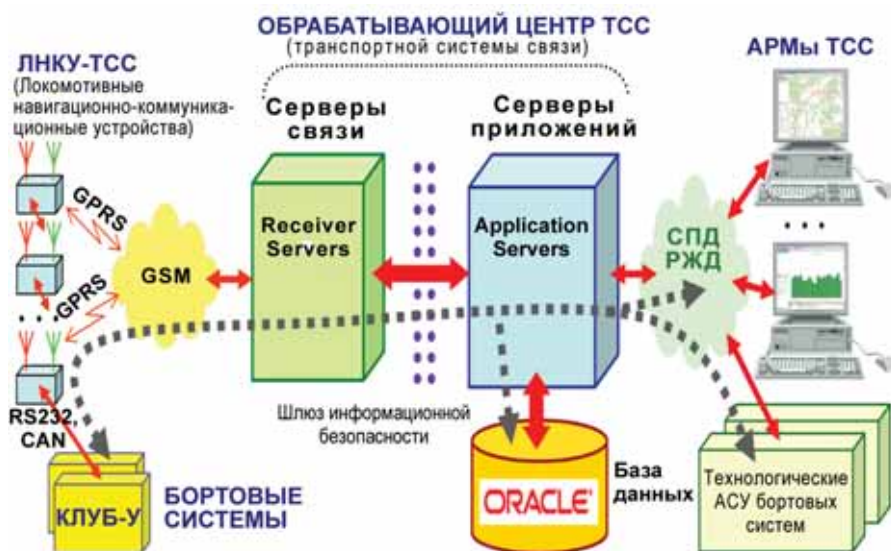 ОБРАБАТЫВАЮЩИЙ ЦЕНТР ТСС
(транспортной системы связи)
ЛНКУ-ТСС
(Локомотивные
навигационно-коммуника-
ционные устройства)
АРМы ТСС
Серверы
связи
Серверы
приложений
GPRS
GPRS
GSM
Receiver
Servers
Application
Servers
СПД
РЖД
RS232,
CAN
Шлюз информационной
безопасности
КЛУБ-У
БОРТОВЫЕ
СИСТЕМЫ
ORACLE
База
данных
Технологические
АСУ бортовых
систем